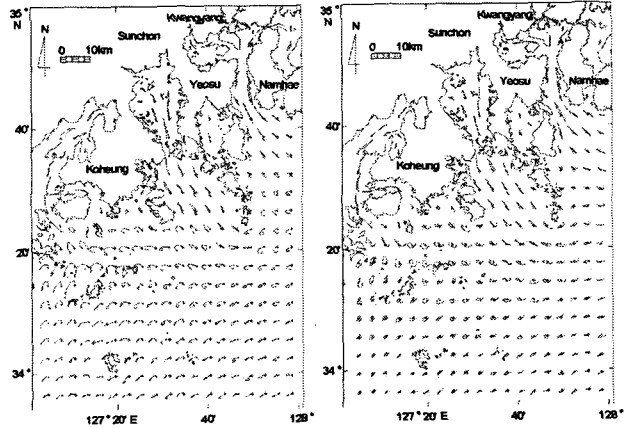 35°
N
N
0 10km
Kwangyang
Sunchon
Yeosu
Namhae
40'
Koheung
20'
34°
127° 20' E
40'
128°
35°
N
N
0 10km
Kwangyang
Sunchon
Yeosu
Namhae
40'
Koheung
20'
34°
127° 20' E
40'
128°